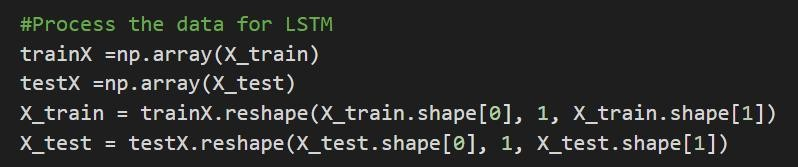 #Process the data for LSTM
trainX =np.array(X_train)
testX =np.array(X_test)
X_train = trainX.reshape(X_train.shape[0], 1, X_train.shape[1])
X_test = testX.reshape(X_test.shape[0], 1, X_test.shape[1])